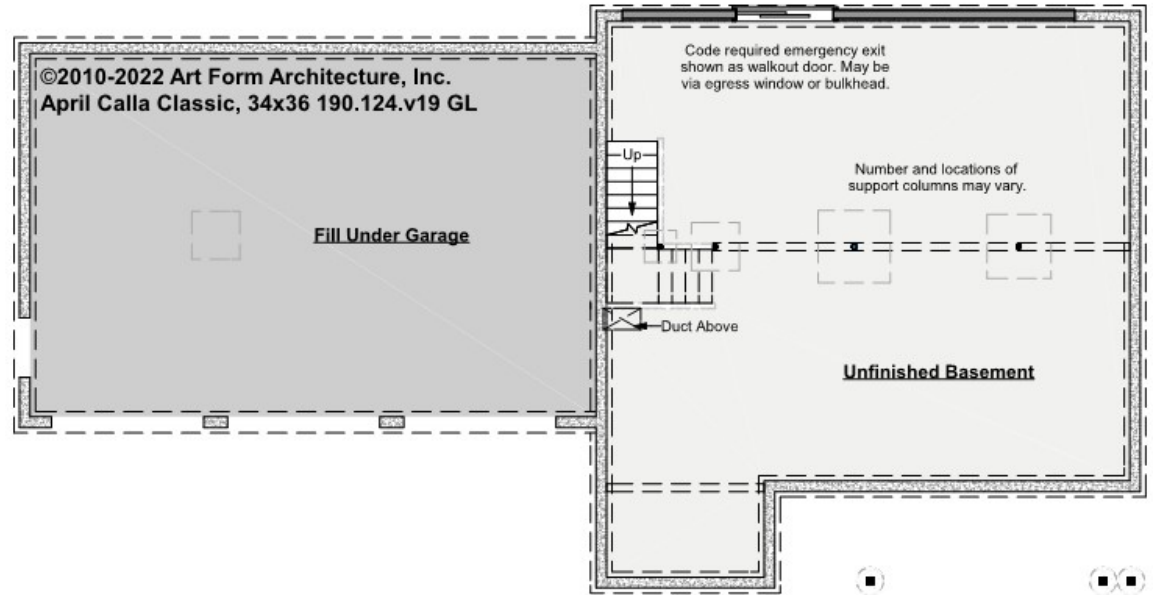 ©2010-2022 Art Form Architecture, Inc.
April Calla Classic, 34x36 190.124.v19 GL
Code required emergency exit
shown as walkout door. May be
via egress window or bulkhead.
Up
Number and locations of
support columns may vary.
Fill Under Garage
Duct Above
Unfinished Basement